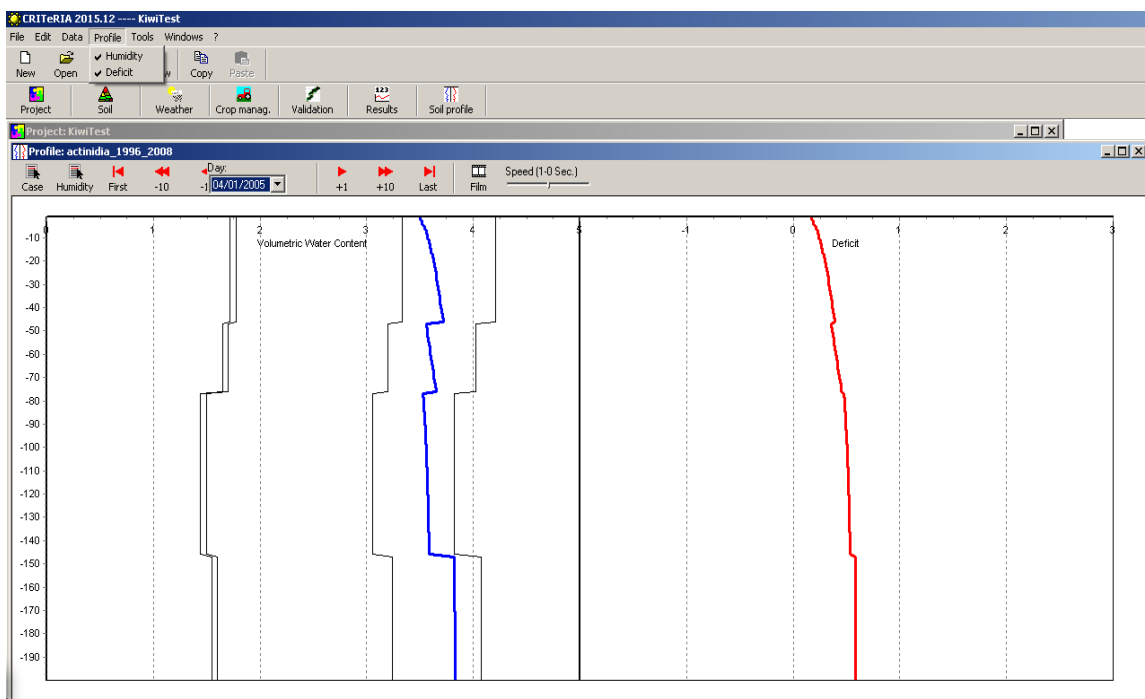 CRITeRIA 2015.12 ---- KiwiTest
File Edit Data Profile Tools Windows ?
Humidity
Deficit
New Open Copy Paste
Project Soil Weather Crop manag. Validation Results Soil profile
123
Project: KiwiTest
Profile: actinidia_1996_2008
Day:
Speed (1-0 Sec.)
04/01/2005
Case Humidity First -10 -1 +1 +10 Last Film
0 1 2 3 4 5 -1 0 1 2 3
Volumetric Water Content Deficit
-10
-20
-30
-40
-50
-60
-70
-80
-90
-100
-110
-120
-130
-140
-150
-160
-170
-180
-190